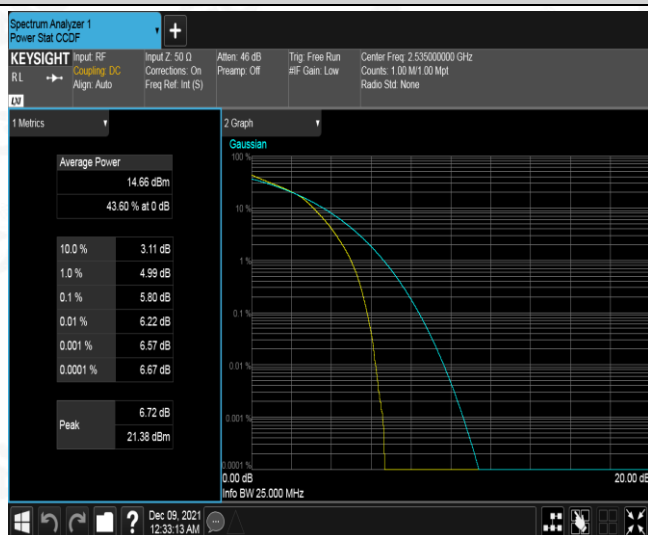 Spectrum Analyzer 1
Power Stat CCDF
KEYSIGHT
R L
LXI
Input: RF
Coupling: DC
Align: Auto
Input Z: 50 Ω
Corrections: On
Freq Ref: Int (S)
Atten: 46 dB
Preamp: Off
Trig: Free Run
#IF Gain: Low
Center Freq: 2.535000000 GHz
Counts: 1.00 M/1.00 Mpt
Radio Std: None
1 Metrics
Average Power
14.66 dBm
43.60 % at 0 dB
10.0 % 3.11 dB
1.0 % 4.99 dB
0.1 % 5.80 dB
0.01 % 6.22 dB
0.001 % 6.57 dB
0.0001 % 6.67 dB
Peak
6.72 dB
21.38 dBm
2 Graph
Gaussian
100 %
10 %
1 %
0.1 %
0.01 %
0.001 %
0.0001 %
0.00 dB
20.00 dB
Info BW 25.000 MHz
?
Dec 09, 2021
12:33:13 AM